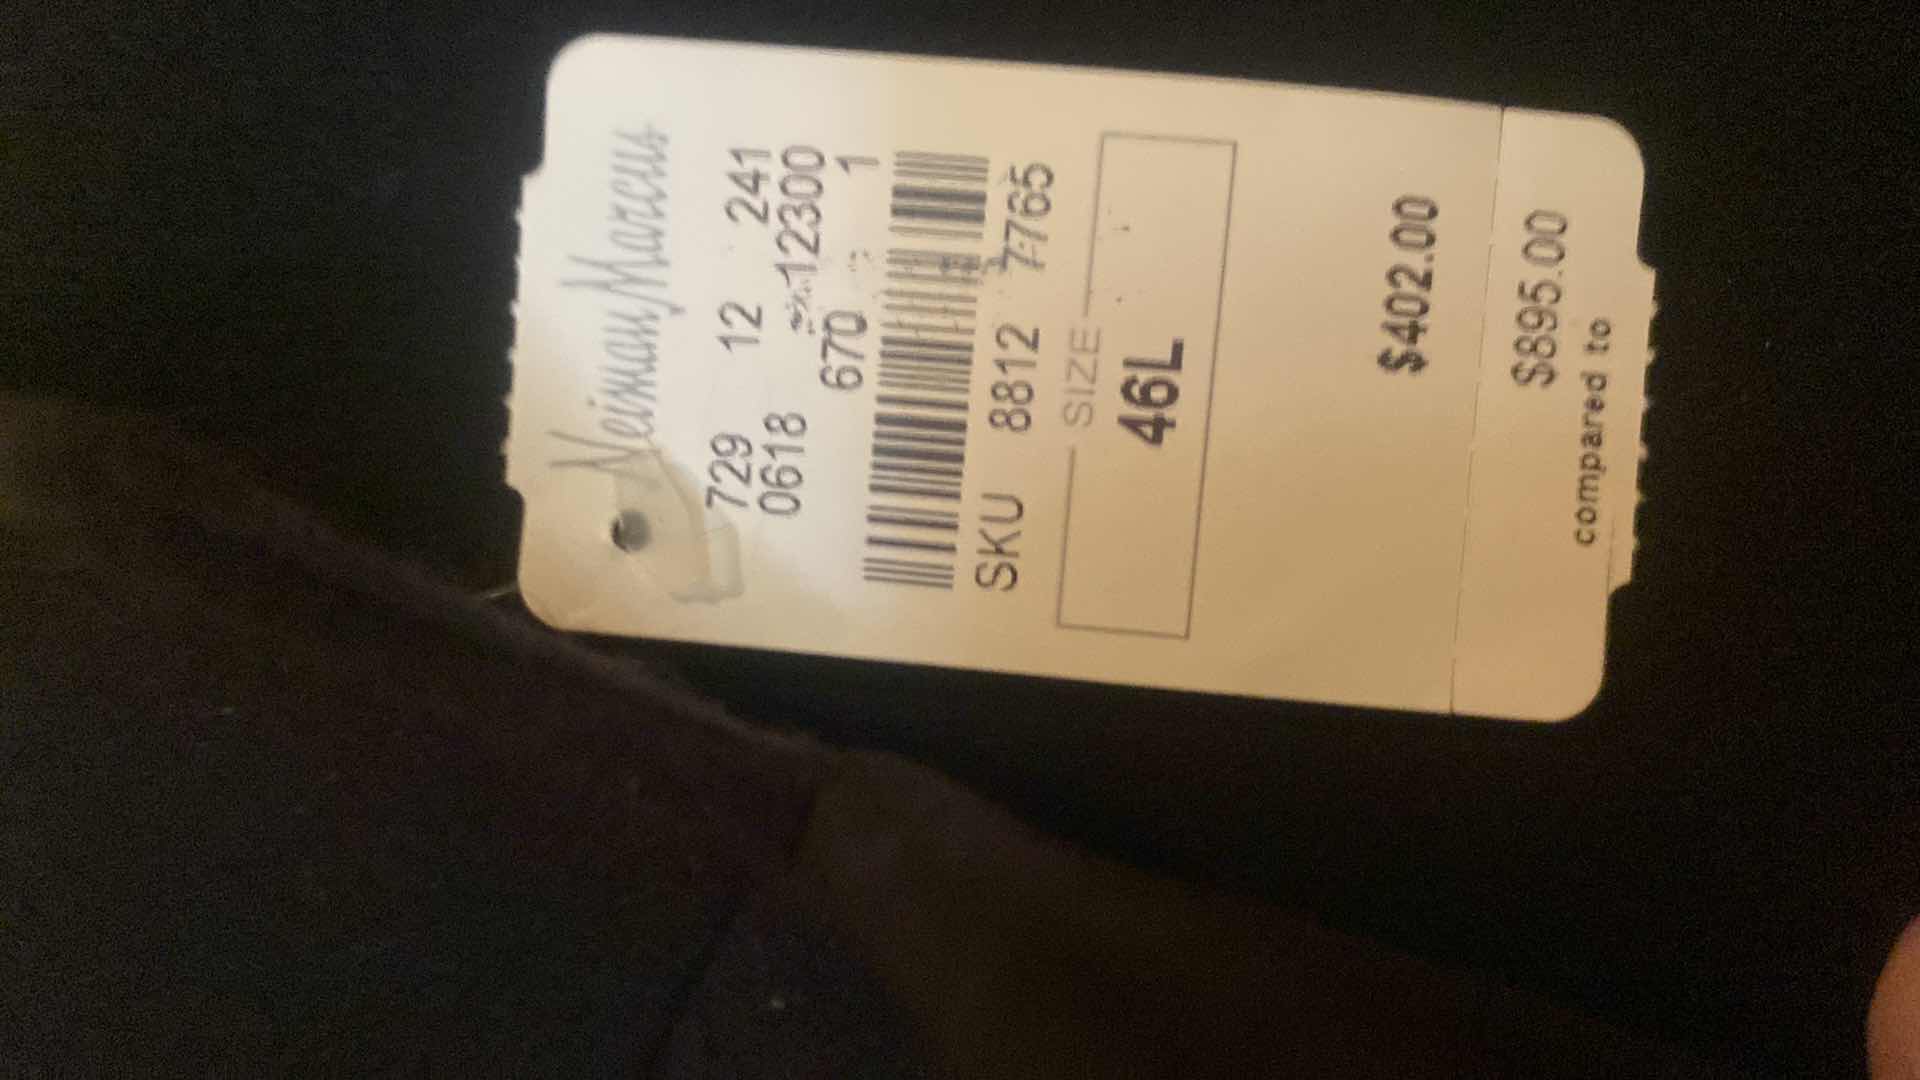 Neiman Marcus
729 12 241
0618 12300
670 1
SKU 8812 7765
SIZE
46L
$402.00
$895.00
compared to